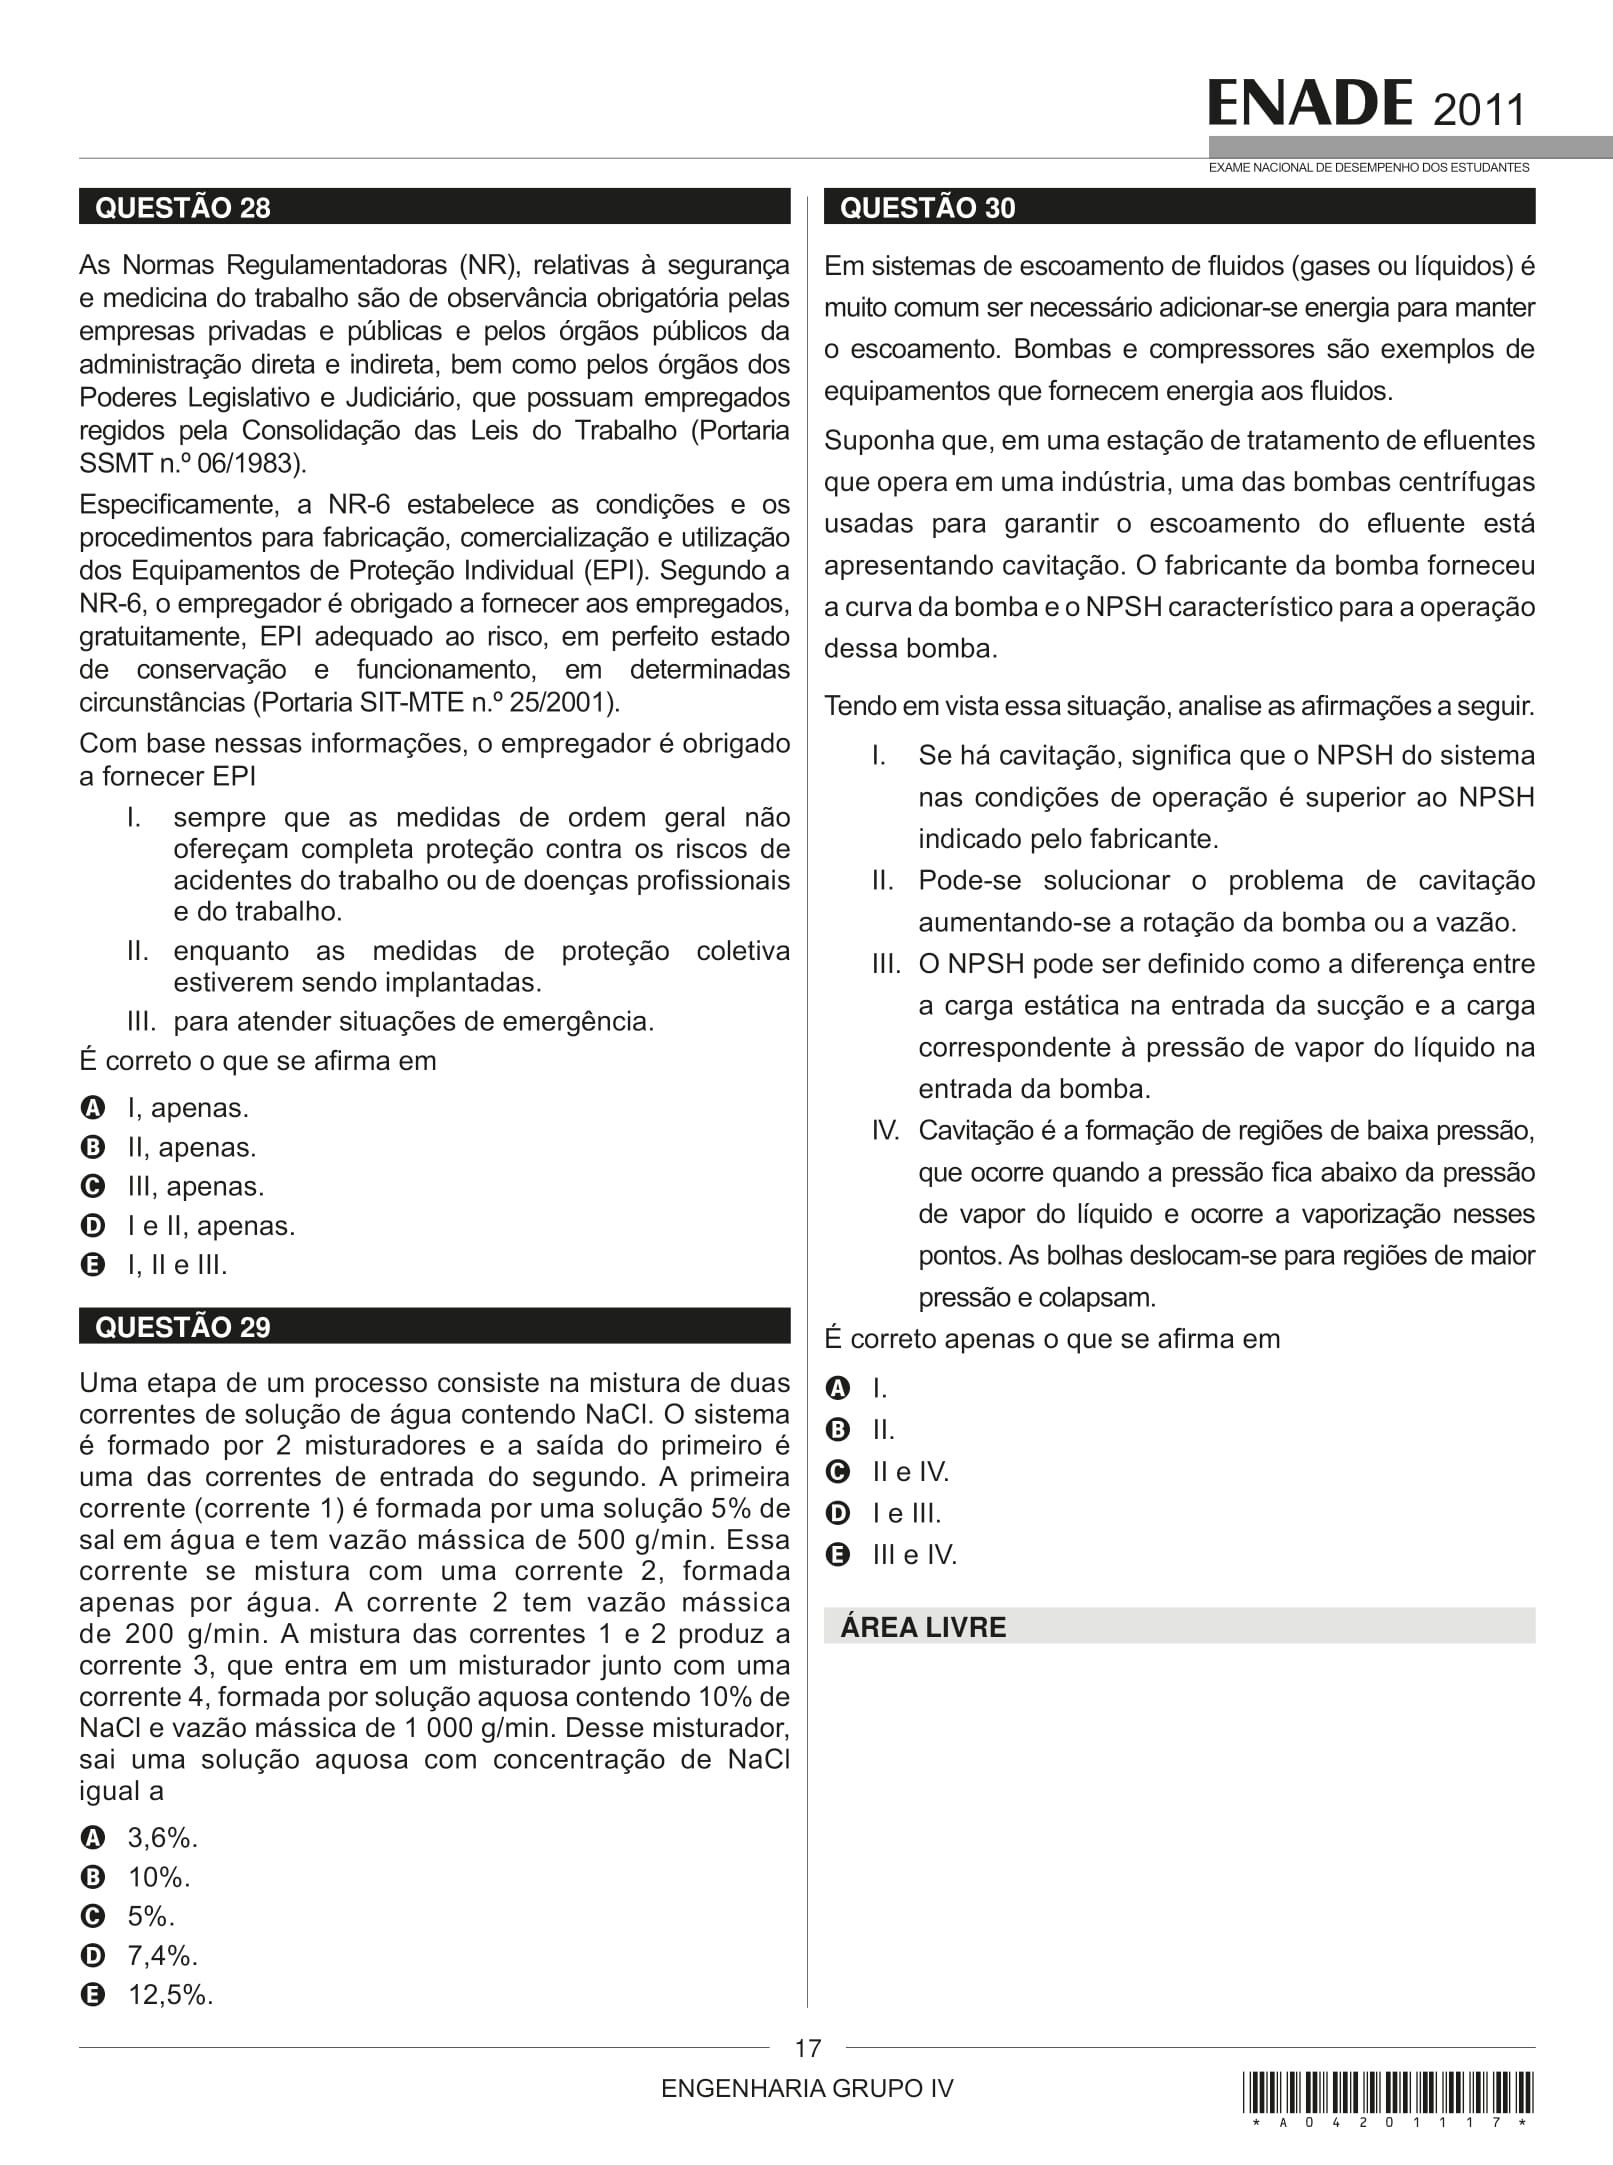 ENADE 2011
EXAME NACIONAL DE DESEMPENHO DOS ESTUDANTES
QUESTÃO 28
As Normas Regulamentadoras (NR), relativas à segurança
e medicina do trabalho são de observância obrigatória pelas
empresas privadas e públicas e pelos órgãos públicos da
administração direta e indireta, bem como pelos órgãos dos
Poderes Legislativo e Judiciário, que possuam empregados
regidos pela Consolidação das Leis do Trabalho (Portaria
SSMT n.º 06/1983).
Especificamente, a NR-6 estabelece as condições e os
procedimentos para fabricação, comercialização e utilização
dos Equipamentos de Proteção Individual (EPI). Segundo a
NR-6, o empregador é obrigado a fornecer aos empregados,
gratuitamente, EPI adequado ao risco, em perfeito estado
de conservação e funcionamento, em determinadas
circunstâncias (Portaria SIT-MTE n.º 25/2001).
Com base nessas informações, o empregador é obrigado
a fornecer EPI
I. sempre que as medidas de ordem geral não
ofereçam completa proteção contra os riscos de
acidentes do trabalho ou de doenças profissionais
e do trabalho.
II. enquanto as medidas de proteção coletiva
estiverem sendo implantadas.
III. para atender situações de emergência.
É correto o que se afirma em
A I, apenas.
B II, apenas.
C III, apenas.
D I e II, apenas.
E I, II e III.
QUESTÃO 29
Uma etapa de um processo consiste na mistura de duas
correntes de solução de água contendo NaCl. O sistema
é formado por 2 misturadores e a saída do primeiro é
uma das correntes de entrada do segundo. A primeira
corrente (corrente 1) é formada por uma solução 5% de
sal em água e tem vazão mássica de 500 g/min. Essa
corrente se mistura com uma corrente 2, formada
apenas por água. A corrente 2 tem vazão mássica
de 200 g/min. A mistura das correntes 1 e 2 produz a
corrente 3, que entra em um misturador junto com uma
corrente 4, formada por solução aquosa contendo 10% de
NaCl e vazão mássica de 1 000 g/min. Desse misturador,
sai uma solução aquosa com concentração de NaCl
igual a
A 3,6%.
B 10%.
C 5%.
D 7,4%.
E 12,5%.
QUESTÃO 30
Em sistemas de escoamento de fluidos (gases ou líquidos) é
muito comum ser necessário adicionar-se energia para manter
o escoamento. Bombas e compressores são exemplos de
equipamentos que fornecem energia aos fluidos.
Suponha que, em uma estação de tratamento de efluentes
que opera em uma indústria, uma das bombas centrífugas
usadas para garantir o escoamento do efluente está
apresentando cavitação. O fabricante da bomba forneceu
a curva da bomba e o NPSH característico para a operação
dessa bomba.
Tendo em vista essa situação, analise as afirmações a seguir.
I. Se há cavitação, significa que o NPSH do sistema
nas condições de operação é superior ao NPSH
indicado pelo fabricante.
II. Pode-se solucionar o problema de cavitação
aumentando-se a rotação da bomba ou a vazão.
III. O NPSH pode ser definido como a diferença entre
a carga estática na entrada da sucção e a carga
correspondente à pressão de vapor do líquido na
entrada da bomba.
IV. Cavitação é a formação de regiões de baixa pressão,
que ocorre quando a pressão fica abaixo da pressão
de vapor do líquido e ocorre a vaporização nesses
pontos. As bolhas deslocam-se para regiões de maior
pressão e colapsam.
É correto apenas o que se afirma em
A I.
B II.
C II e IV.
D I e III.
E III e IV.
ÁREA LIVRE
17
ENGENHARIA GRUPO IV
* A 0 4 2 0 1 1 1 7 *